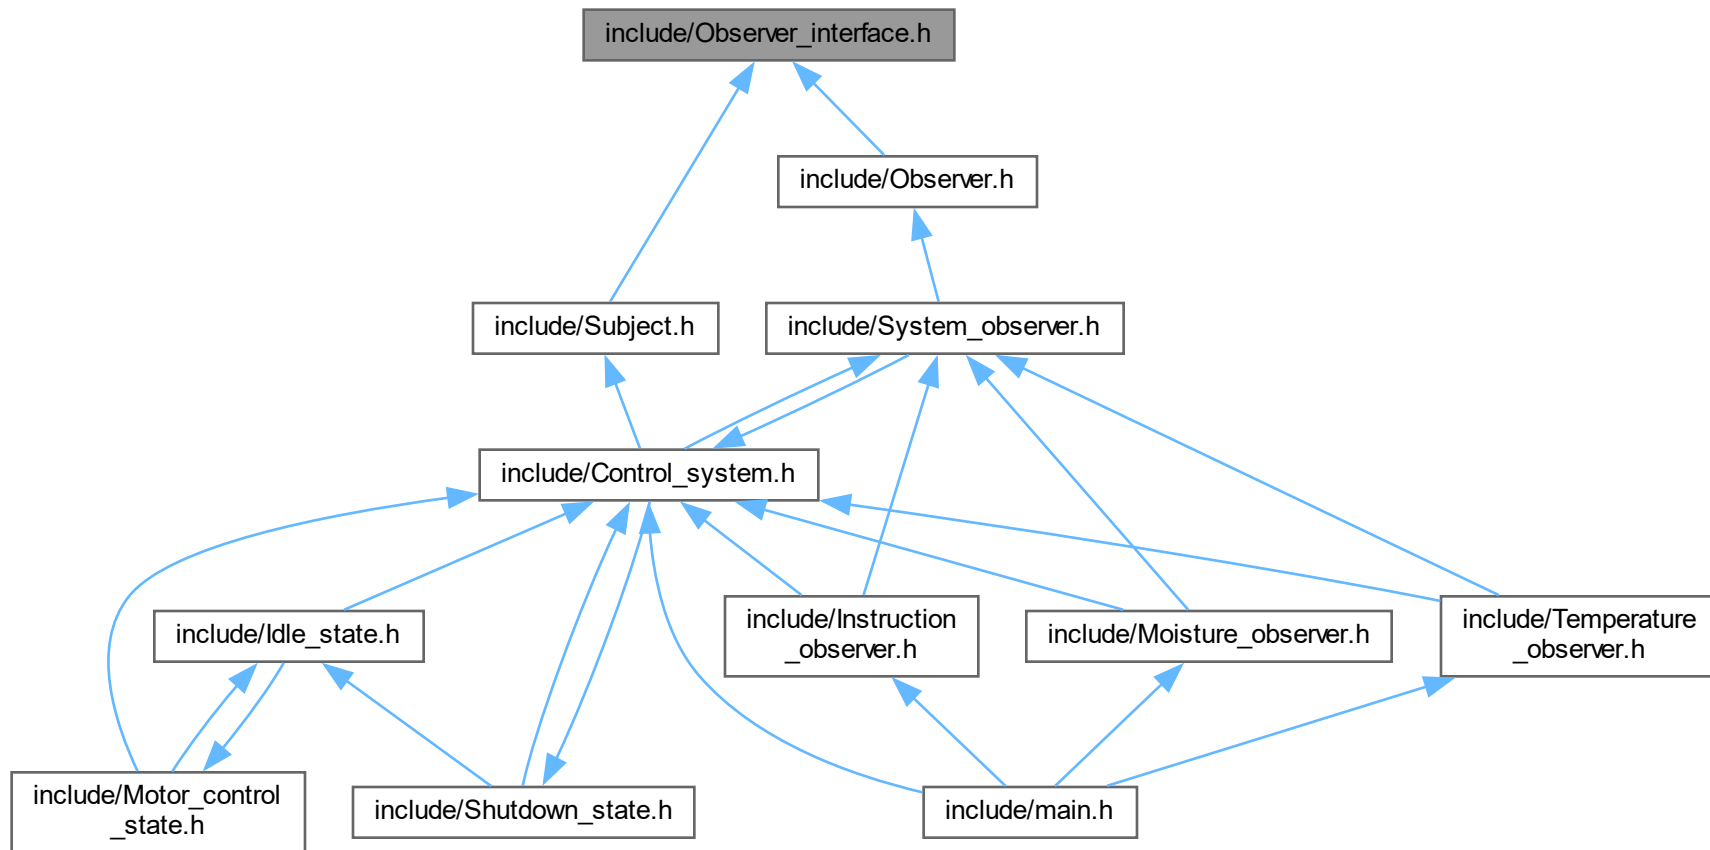 include/Observer_interface.h
include/Observer.h
include/Subject.h
include/System_observer.h
include/Control_system.h
include/Idle_state.h
include/Instruction
_observer.h
include/Moisture_observer.h
include/Temperature
_observer.h
include/Motor_control
_state.h
include/Shutdown_state.h
include/main.h